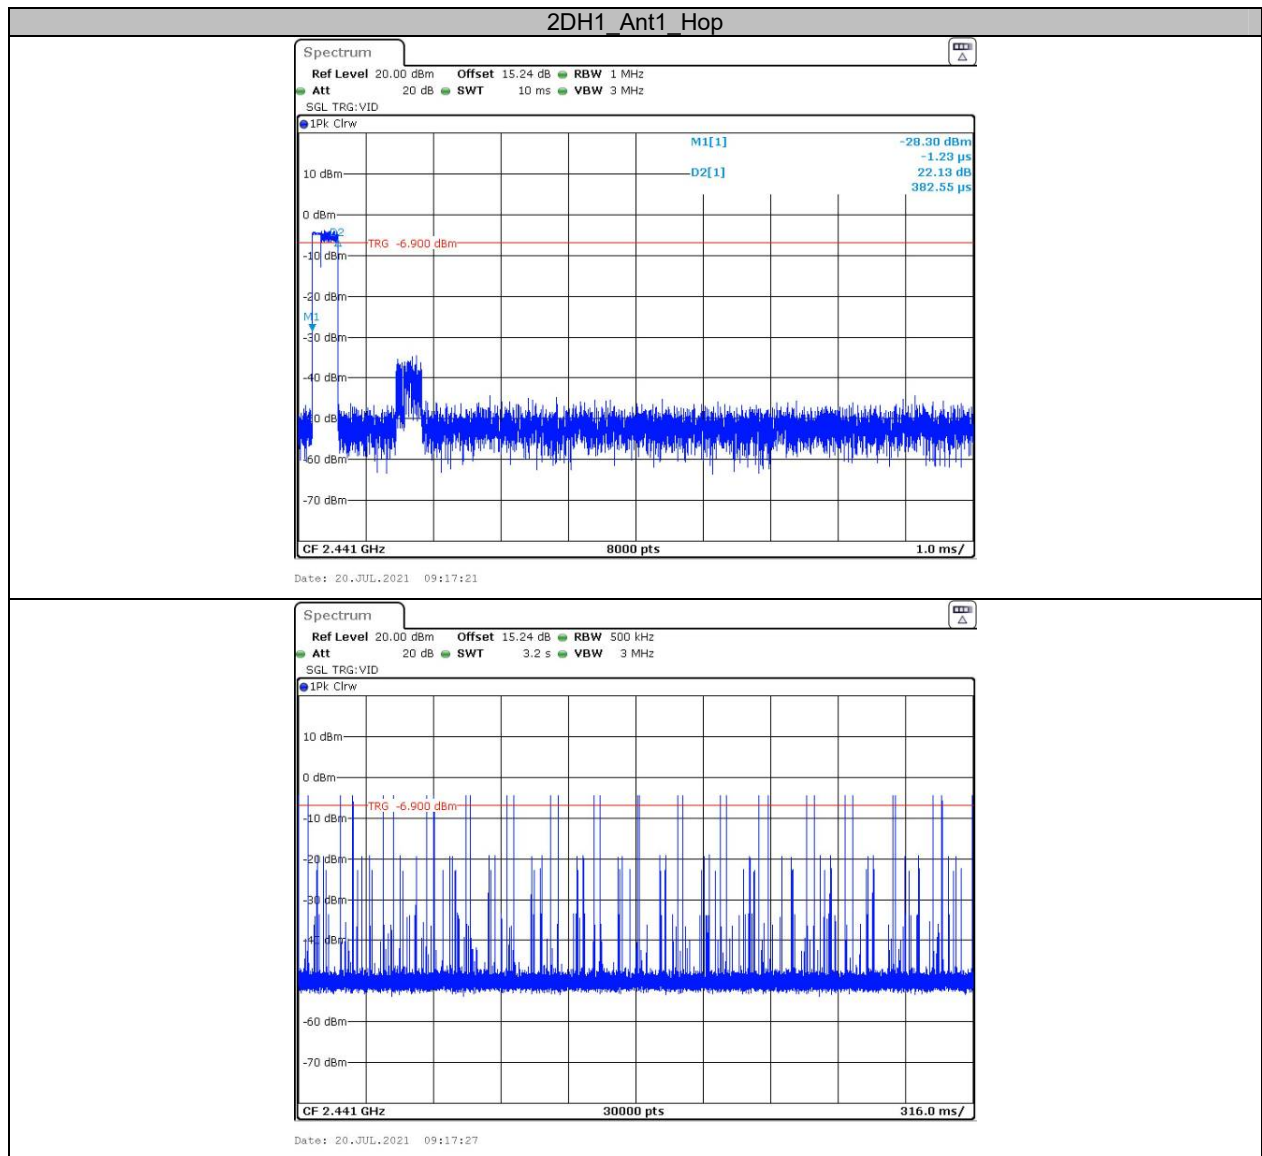 2DH1_Ant1_Hop
Spectrum
Ref Level 20.00 dBm Offset 15.24 dB RBW 1 MHz
Att 20 dB SWT 10 ms VBW 3 MHz
SGL TRG:VID
1Pk Clrw
M1[1] -28.30 dBm
-1.23 µs
10 dBm D2[1] 22.13 dB
382.55 µs
0 dBm
D2
TRG -6.900 dBm
-10 dBm
-20 dBm
M1
-30 dBm
-40 dBm
-60 dBm
-70 dBm
CF 2.441 GHz 8000 pts 1.0 ms/
Date: 20.JUL.2021 09:17:21
Spectrum
Ref Level 20.00 dBm Offset 15.24 dB RBW 500 kHz
Att 20 dB SWT 3.2 s VBW 3 MHz
SGL TRG:VID
1Pk Clrw
10 dBm
0 dBm
TRG -6.900 dBm
-10 dBm
-20 dBm
-30 dBm
-40 dBm
-60 dBm
-70 dBm
CF 2.441 GHz 30000 pts 316.0 ms/
Date: 20.JUL.2021 09:17:27